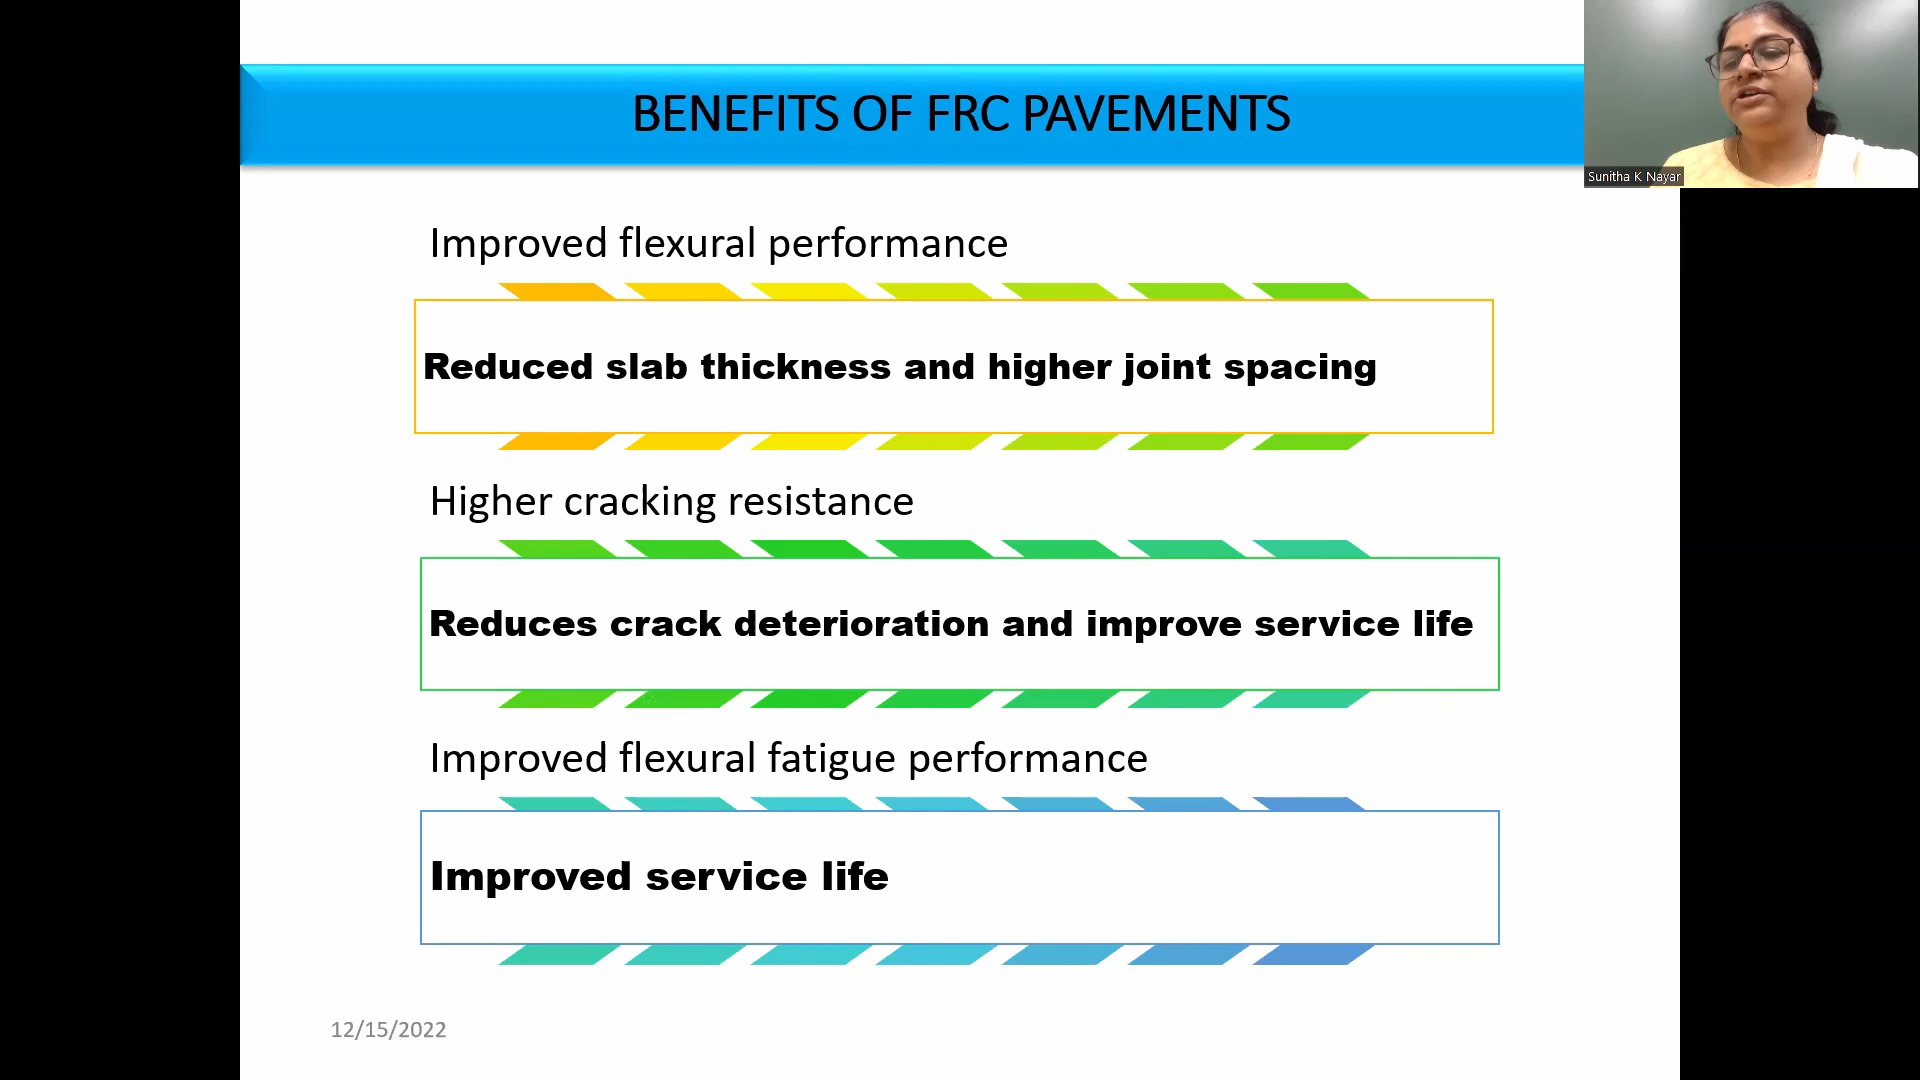 BENEFITS OF FRC PAVEMENTS
Sunitha K Nayar
Improved flexural performance
Reduced slab thickness and higher joint spacing
Higher cracking resistance
Reduces crack deterioration and improve service life
Improved flexural fatigue performance
Improved service life
12/15/2022